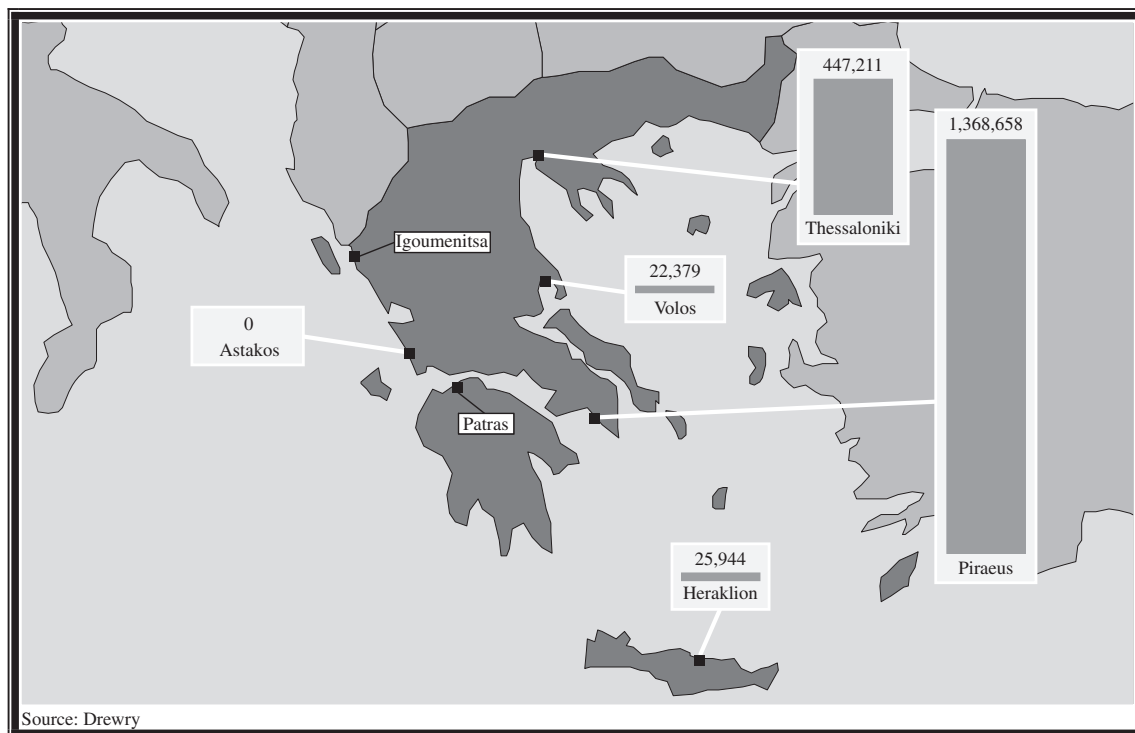 447,211
Thessaloniki
1,368,658
Piraeus
Igoumenitsa
22,379
Volos
0
Astakos
Patras
25,944
Heraklion
Source: Drewry